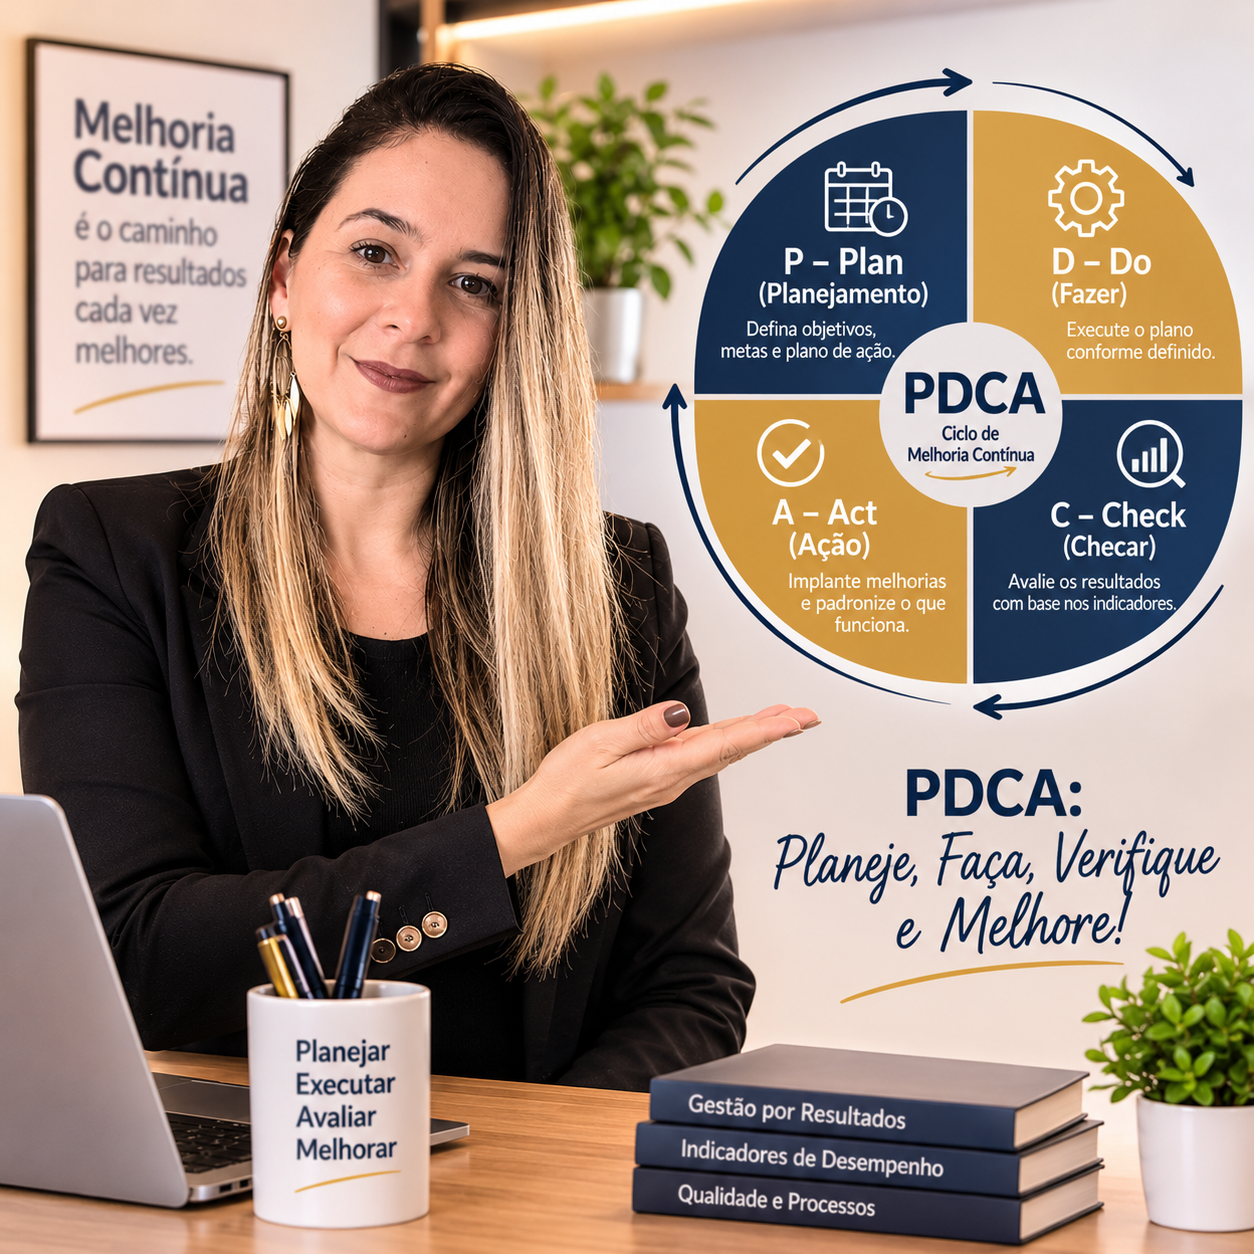 Melhoria
Contínua
é o caminho
para resultados
cada vez
melhores.
P – Plan
(Planejamento)
Defina objetivos,
metas e plano de ação.
D – Do
(Fazer)
Execute o plano
conforme definido.
PDCA
Ciclo de
Melhoria Contínua
A – Act
(Ação)
Implante melhorias
e padronize o que
funciona.
C – Check
(Checar)
Avalie os resultados
com base nos indicadores.
PDCA:
Planeje, Faça, Verifique
e Melhore!
Planejar
Executar
Avaliar
Melhorar
Gestão por Resultados
Indicadores de Desempenho
Qualidade e Processos